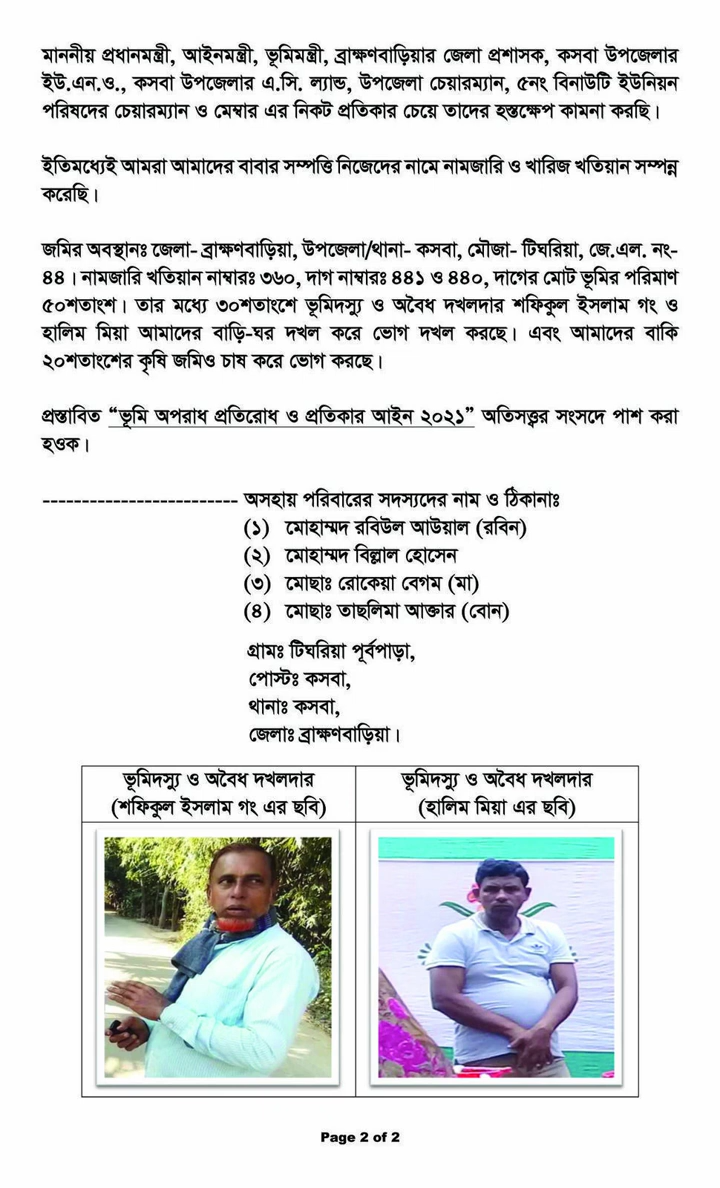 মাননীয় প্রধানমন্ত্রী, আইনমন্ত্রী, ভূমিমন্ত্রী, ব্রাক্ষণবাড়িয়ার জেলা প্রশাসক, কসবা উপজেলার
ইউ.এন.ও., কসবা উপজেলার এ.সি. ল্যান্ড, উপজেলা চেয়ারম্যান, ৫নং বিনাউটি ইউনিয়ন
পরিষদের চেয়ারম্যান ও মেম্বার এর নিকট প্রতিকার চেয়ে তাদের হস্তক্ষেপ কামনা করছি।
ইতিমধ্যেই আমরা আমাদের বাবার সম্পত্তি নিজেদের নামে নামজারি ও খারিজ খতিয়ান সম্পন্ন
করেছি।
জমির অবস্থানঃ জেলা- ব্রাক্ষণবাড়িয়া, উপজেলা/থানা- কসবা, মৌজা- টিঘরিয়া, জে.এল. নং-
৪৪। নামজারি খতিয়ান নাম্বারঃ ৩৬০, দাগ নাম্বারঃ ৪৪১ ও ৪৪০, দাগের মোট ভূমির পরিমাণ
৫০শতাংশ। তার মধ্যে ৩০শতাংশে ভূমিদস্যু ও অবৈধ দখলদার শফিকুল ইসলাম গং ও
হালিম মিয়া আমাদের বাড়ি-ঘর দখল করে ভোগ দখল করছে। এবং আমাদের বাকি
২০শতাংশের কৃষি জমিও চাষ করে ভোগ করছে।
প্রস্তাবিত “ভূমি অপরাধ প্রতিরোধ ও প্রতিকার আইন ২০২১” অতিসত্ত্বর সংসদে পাশ করা
হওক।
------------------------- অসহায় পরিবারের সদস্যদের নাম ও ঠিকানাঃ
(১) মোহাম্মদ রবিউল আউয়াল (রবিন)
(২) মোহাম্মদ বিল্লাল হোসেন
(৩) মোছাঃ রোকেয়া বেগম (মা)
(৪) মোছাঃ তাছলিমা আক্তার (বোন)
গ্রামঃ টিঘরিয়া পূর্বপাড়া,
পোস্টঃ কসবা,
থানাঃ কসবা,
জেলাঃ ব্রাক্ষণবাড়িয়া।
ভূমিদস্যু ও অবৈধ দখলদার
(শফিকুল ইসলাম গং এর ছবি)
ভূমিদস্যু ও অবৈধ দখলদার
(হালিম মিয়া এর ছবি)
Page 2 of 2